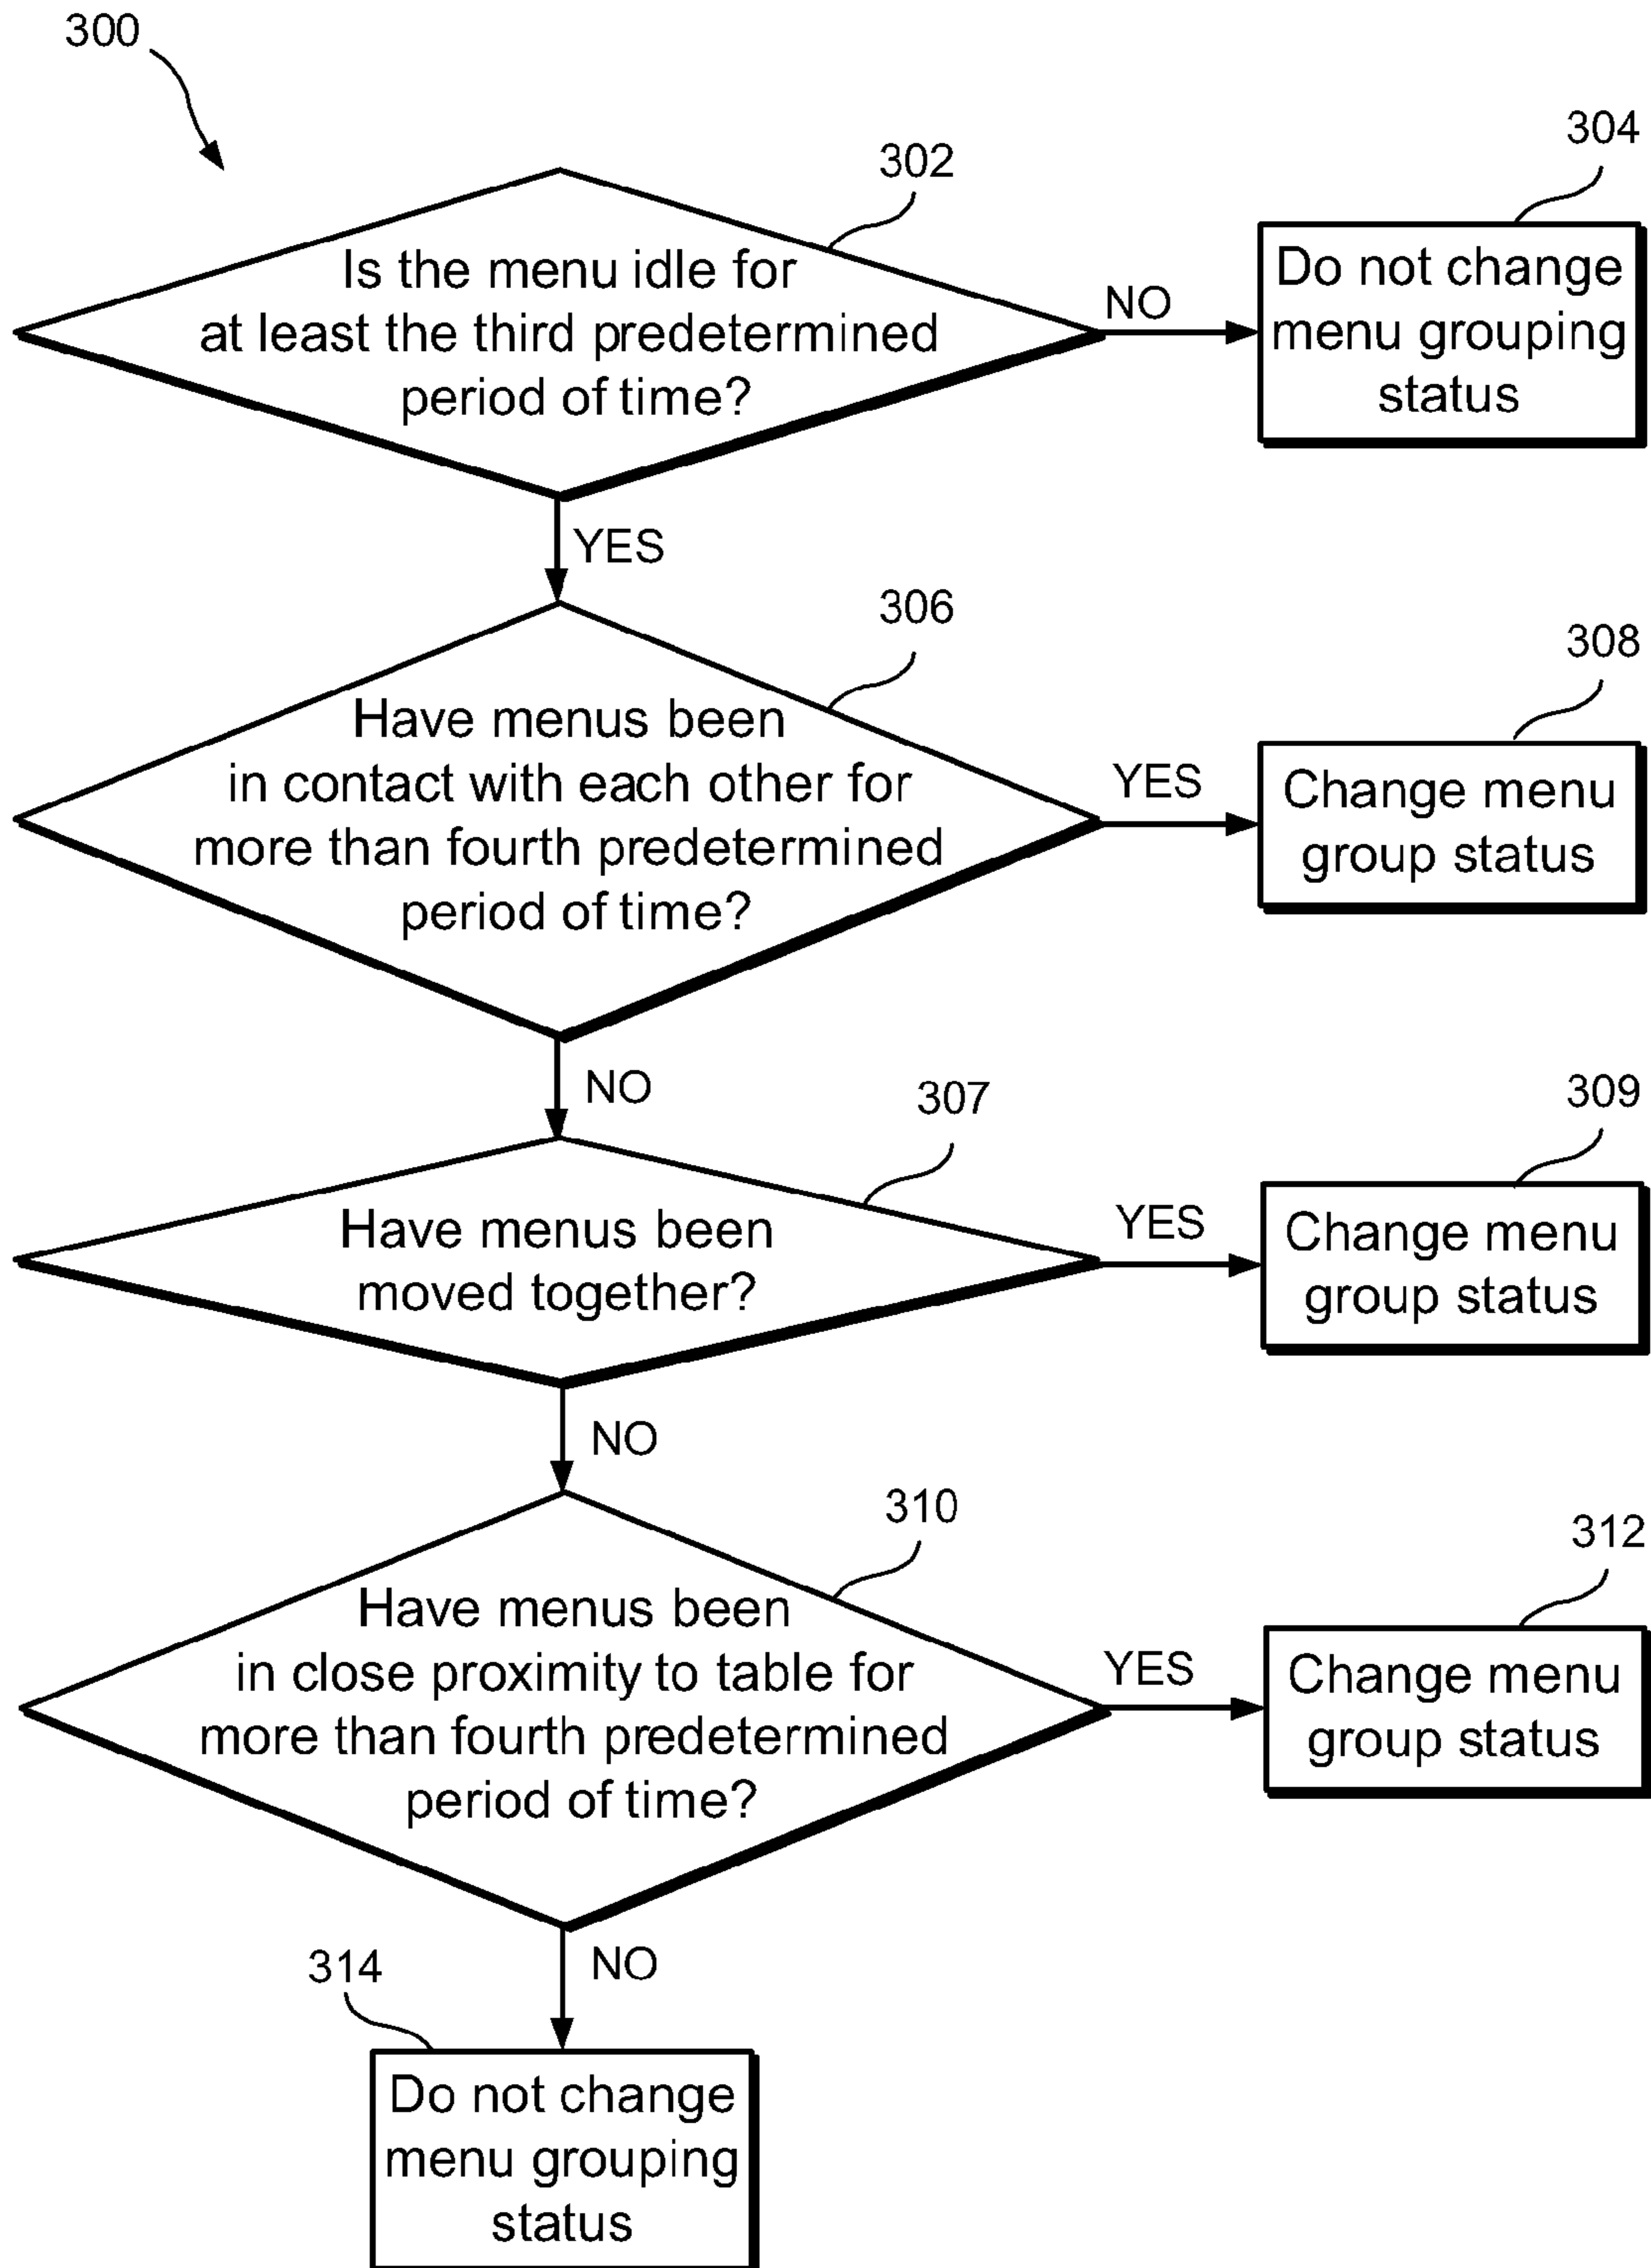 300
302
Is the menu idle for
at least the third predetermined
period of time?
NO
304
Do not change
menu grouping
status
YES
306
Have menus been
in contact with each other for
more than fourth predetermined
period of time?
YES
308
Change menu
group status
NO
307
Have menus been
moved together?
YES
309
Change menu
group status
NO
310
Have menus been
in close proximity to table for
more than fourth predetermined
period of time?
YES
312
Change menu
group status
NO
314
Do not change
menu grouping
status